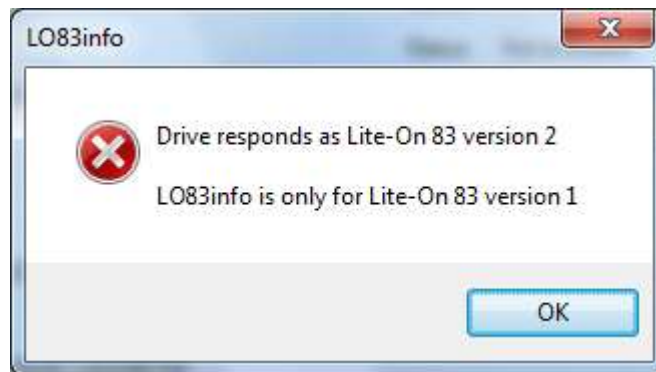 LO83info
Drive responds as Lite-On 83 version 2
LO83info is only for Lite-On 83 version 1
OK